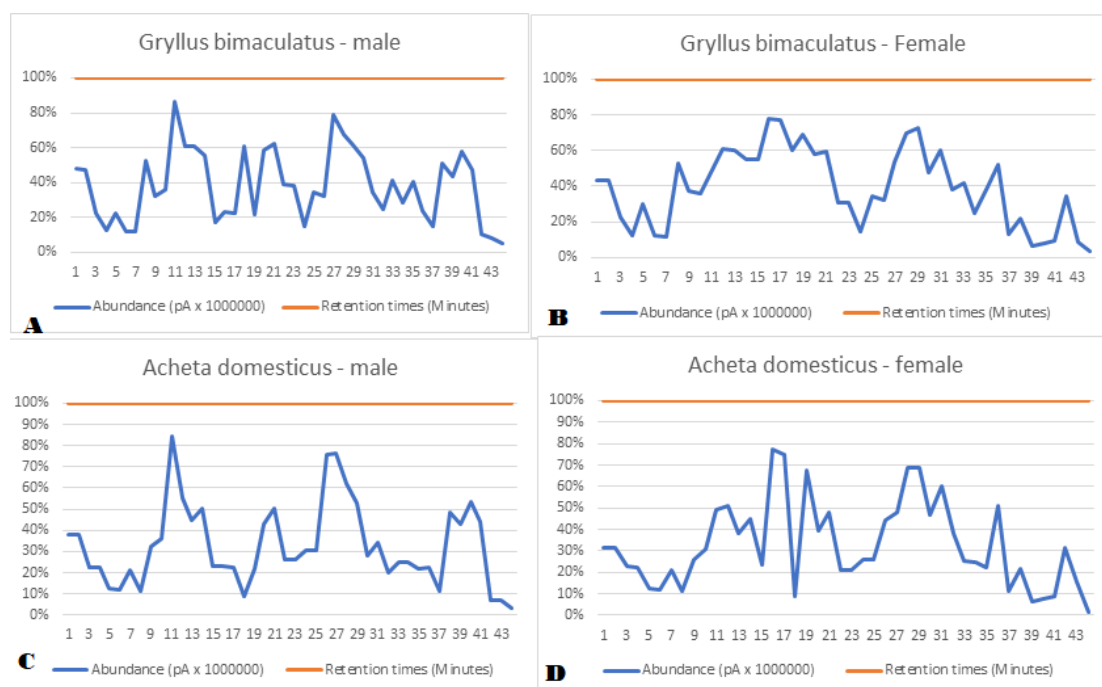 Gryllus bimaculatus - male
100%
80%
60%
40%
20%
0%
1 3 5 7 9 11 13 15 17 19 21 23 25 27 29 31 33 35 37 39 41 43
Abundance (pA x 1000000) Retention times (Minutes)
A
Gryllus bimaculatus - Female
100%
80%
60%
40%
20%
0%
1 3 5 7 9 11 13 15 17 19 21 23 25 27 29 31 33 35 37 39 41 43
Abundance (pA x 1000000) Retention times (Minutes)
B
Acheta domesticus - male
100%
90%
80%
70%
60%
50%
40%
30%
20%
10%
0%
1 3 5 7 9 11 13 15 17 19 21 23 25 27 29 31 33 35 37 39 41 43
Abundance (pA x 1000000) Retention times (Minutes)
C
Acheta domesticus - female
100%
90%
80%
70%
60%
50%
40%
30%
20%
10%
0%
1 3 5 7 9 11 13 15 17 19 21 23 25 27 29 31 33 35 37 39 41 43
Abundance (pA x 1000000) Retention times (Minutes)
D